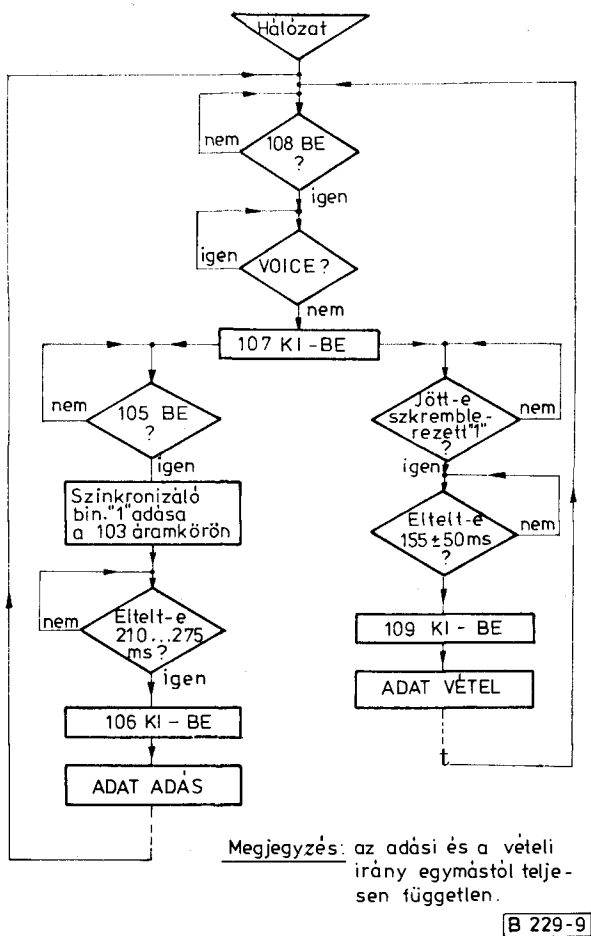 Hálózat
108 BE
?
nem
igen
VOICE?
igen
nem
107 KI-BE
105 BE
?
nem
igen
Szinkronizáló
bin."1"adása
a 103 áramkörön
Eltelt-e
210...275
ms?
nem
igen
106 KI-BE
ADAT ADÁS
Jött-e
szkremble-
rezett"1"
?
nem
igen
Eltelt-e
155±50ms
?
nem
109 KI-BE
ADAT VÉTEL
t
Megjegyzés: az adási és a vételi
irány egymástól telje-
sen független.
B 229-9